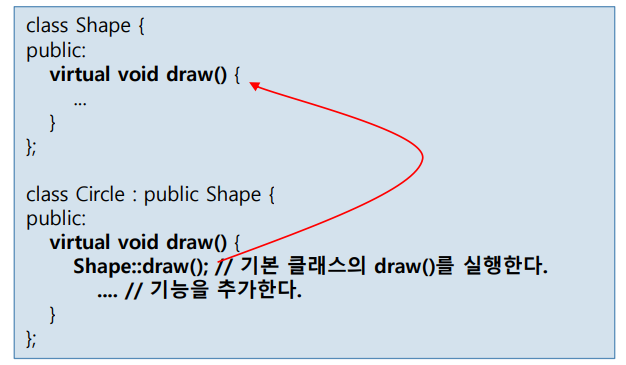 class Shape {
public:
virtual void draw() {
...
}
};
class Circle : public Shape {
public:
virtual void draw() {
Shape::draw(); // 기본 클래스의 draw()를 실행한다.
.... // 기능을 추가한다.
}
};